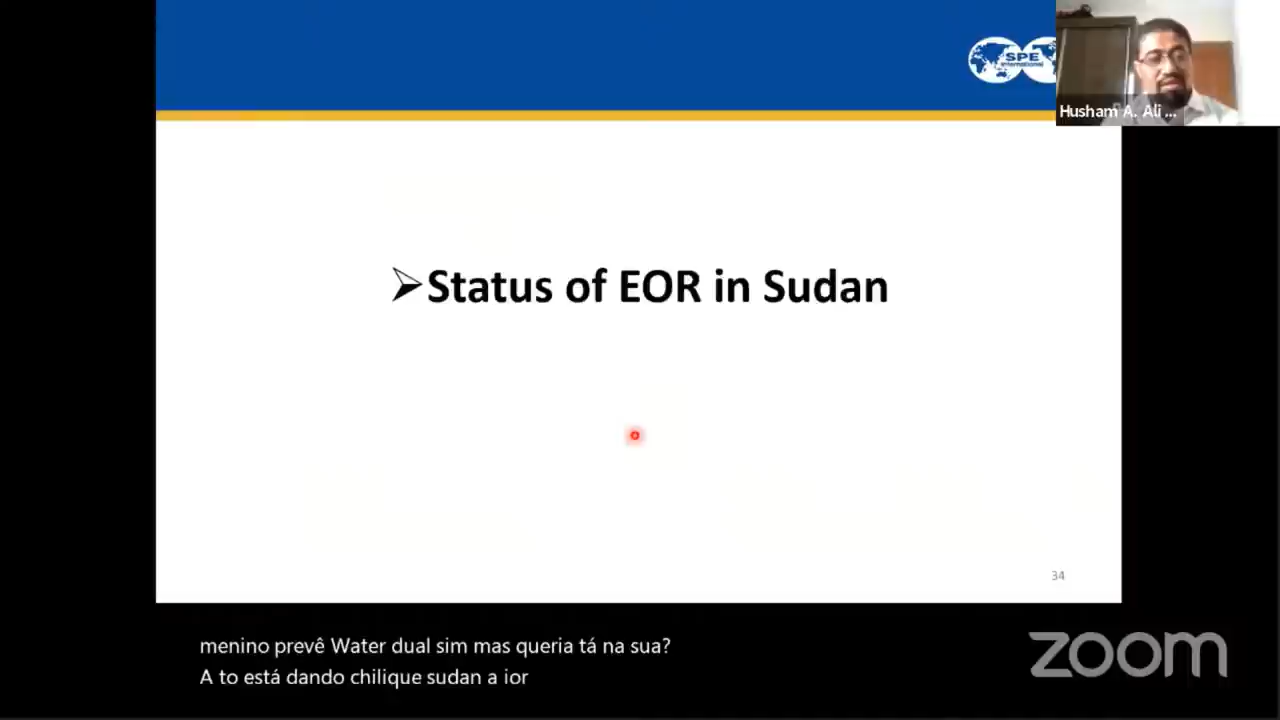 SPE
International
Husham A. Ali ...
➢Status of EOR in Sudan
34
menino prevê Water dual sim mas queria tá na sua?
A to está dando chilique sudan a ior
zoom